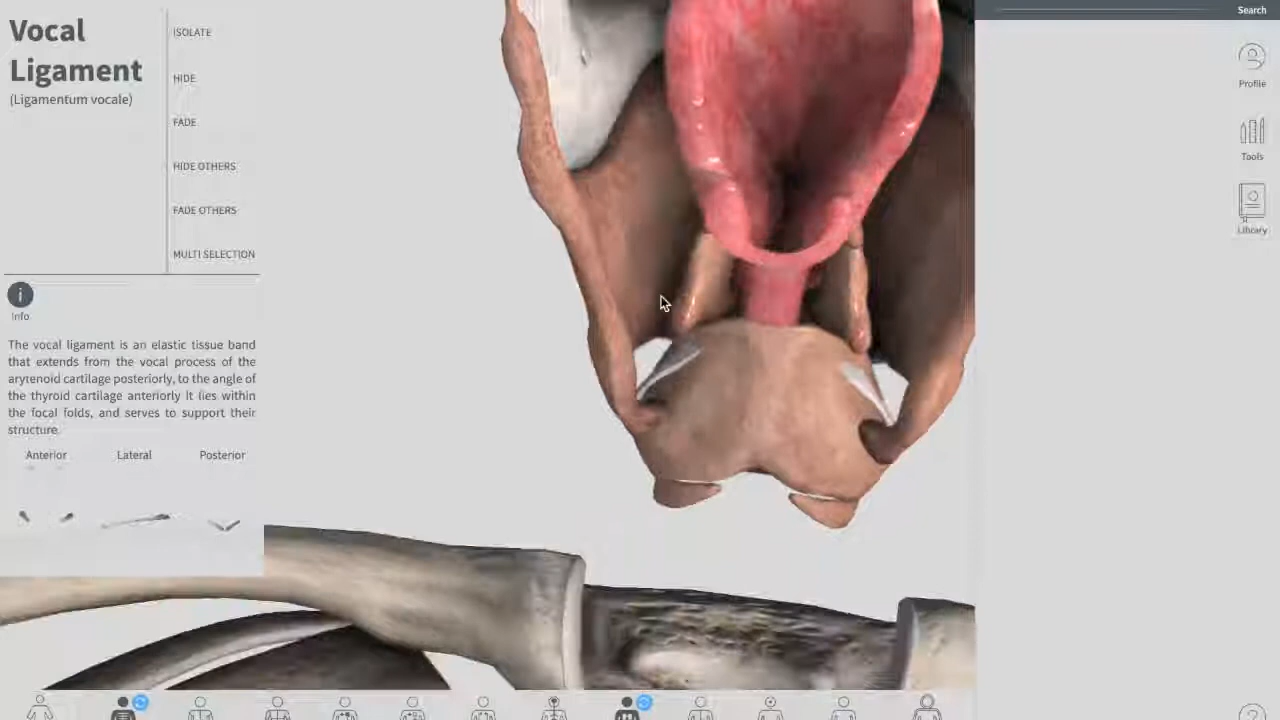 Vocal
Ligament
(Ligamentum vocale)
ISOLATE
HIDE
FADE
HIDE OTHERS
FADE OTHERS
MULTI SELECTION
i
Info
The vocal ligament is an elastic tissue band
that extends from the vocal process of the
arytenoid cartilage posteriorly, to the angle of
the thyroid cartilage anteriorly It lies within
the focal folds, and serves to support their
structure.
Anterior Lateral Posterior
Search
Profile
Tools
Library